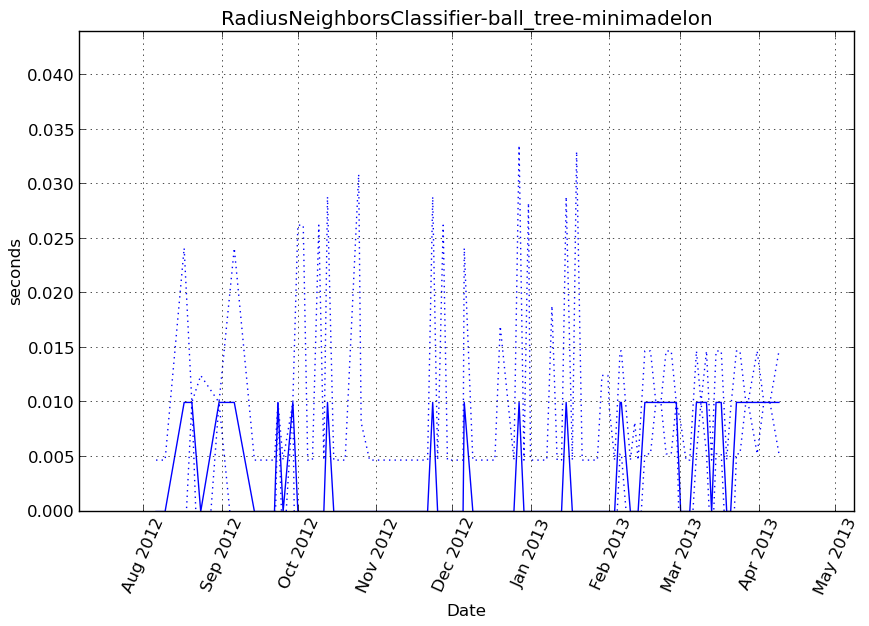 RadiusNeighborsClassifier-ball_tree-minimadelon
0.040
0.035
0.030
0.025
0.020
0.015
0.010
0.005
0.000
seconds
Aug 2012
Sep 2012
Oct 2012
Nov 2012
Dec 2012
Jan 2013
Feb 2013
Mar 2013
Apr 2013
May 2013
Date